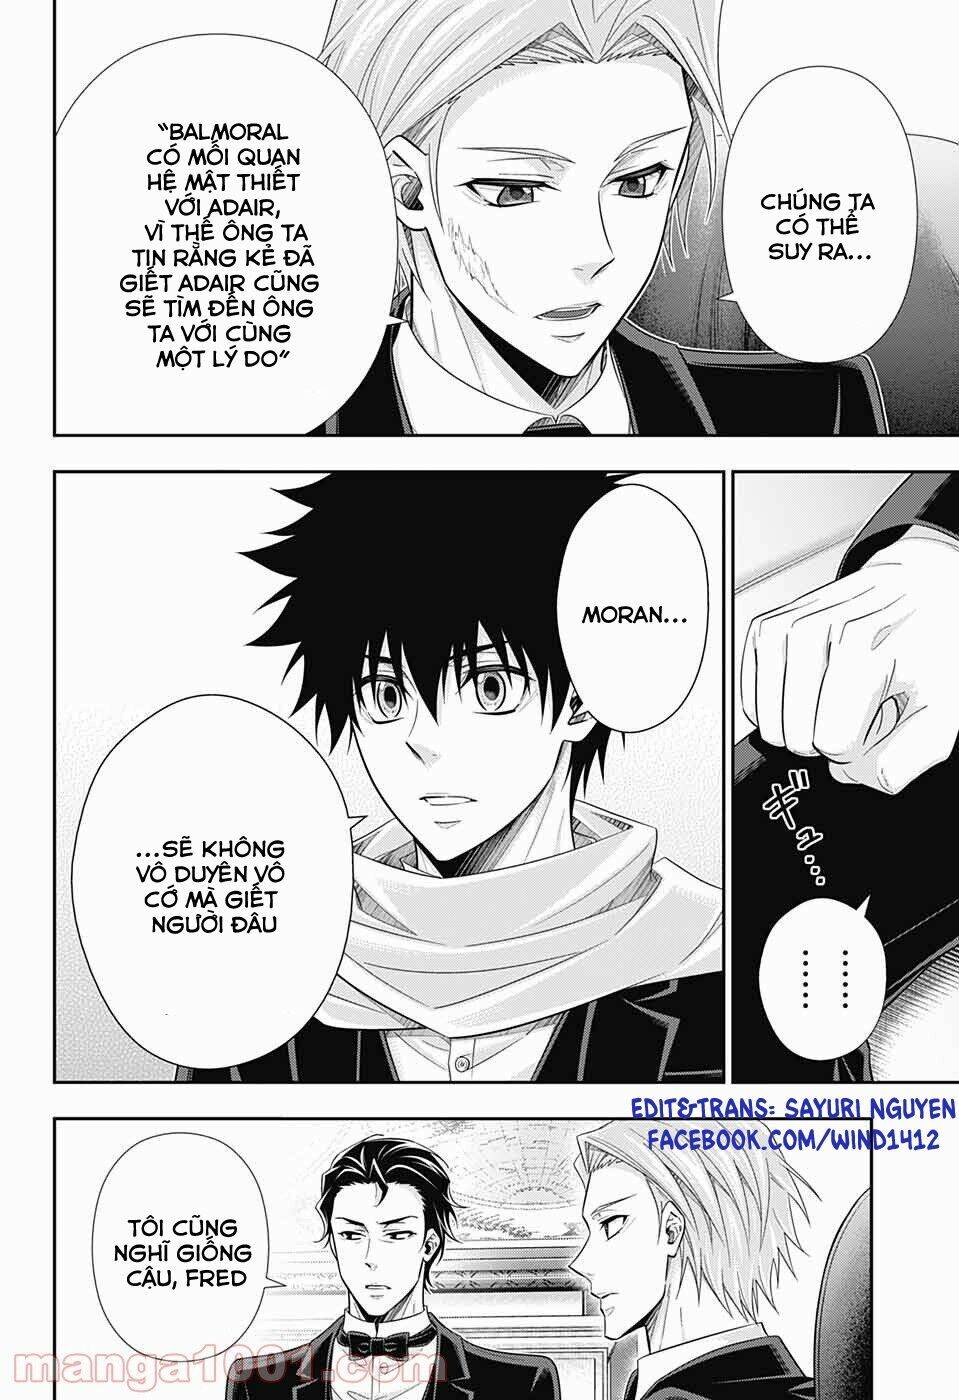 CHÚNG TA
CÓ THỂ
SUY RA...
"BALMORAL
CÓ MỐI QUAN
HỆ MẬT THIẾT
VỚI ADAIR,
VÌ THẾ ÔNG TA
TIN RẰNG KẺ ĐÃ
GIẾT ADAIR CŨNG
SẼ TÌM ĐẾN ÔNG
TA VỚI CÙNG
MỘT LÝ DO"
ギュ...
......
......
MORAN...
...SẼ KHÔNG
VÔ DUYÊN VÔ
CỚ MÀ GIẾT
NGƯỜI ĐÂU
EDIT&TRANS: SAYURI NGUYEN
FACEBOOK.COM/WIND1412
TÔI CŨNG
NGHĨ GIỐNG
CẬU, FRED
manga1001.com